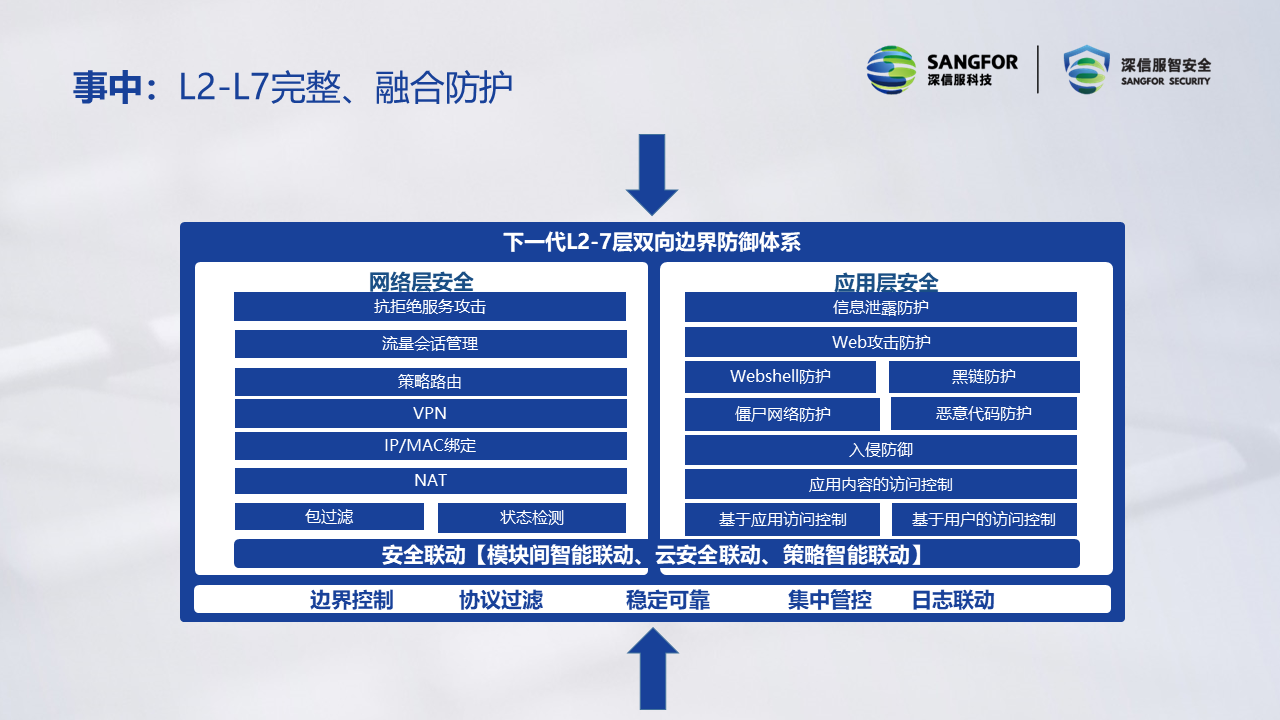 事中：L2-L7完整、融合防护
SANGFOR
深信服科技
深信服智安全
SANGFOR SECURITY
下一代L2-7层双向边界防御体系
网络层安全
抗拒绝服务攻击
流量会话管理
策略路由
VPN
IP/MAC绑定
NAT
包过滤
状态检测
应用层安全
信息泄露防护
Web攻击防护
Webshell防护
黑链防护
僵尸网络防护
恶意代码防护
入侵防御
应用内容的访问控制
基于应用访问控制
基于用户的访问控制
安全联动【模块间智能联动、云安全联动、策略智能联动】
边界控制 协议过滤 稳定可靠 集中管控 日志联动